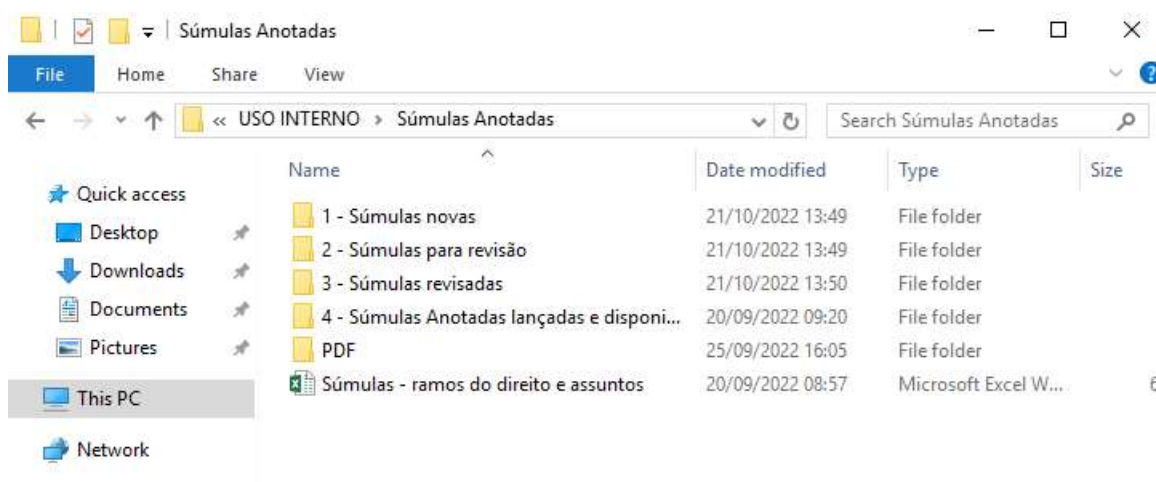 Súmulas Anotadas
File Home Share View
« USO INTERNO > Súmulas Anotadas Search Súmulas Anotadas
Name Date modified Type Size
Quick access
Desktop
Downloads
Documents
Pictures
This PC
Network
1 - Súmulas novas 21/10/2022 13:49 File folder
2 - Súmulas para revisão 21/10/2022 13:49 File folder
3 - Súmulas revisadas 21/10/2022 13:50 File folder
4 - Súmulas Anotadas lançadas e disponi... 20/09/2022 09:20 File folder
PDF 25/09/2022 16:05 File folder
Súmulas - ramos do direito e assuntos 20/09/2022 08:57 Microsoft Excel W... 6